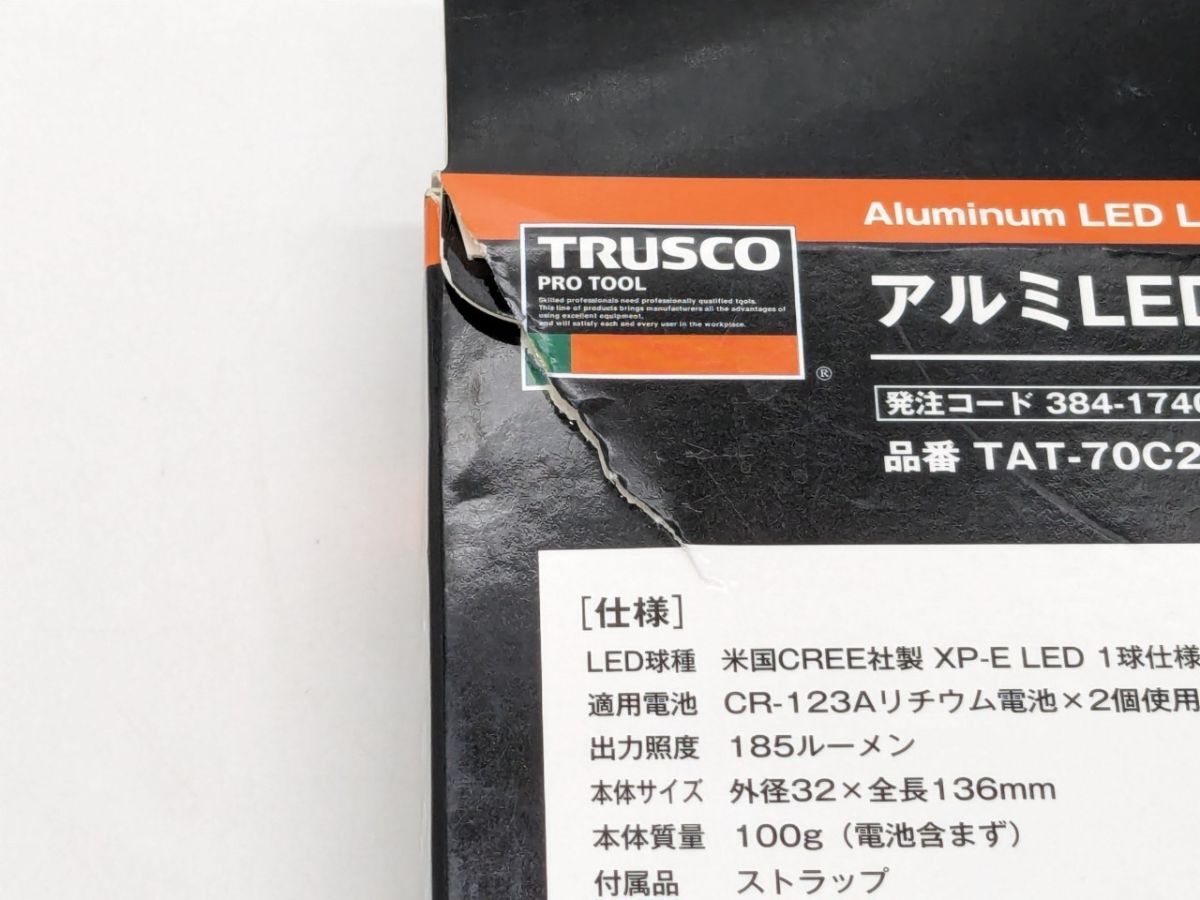 Aluminum LED L
TRUSCO
PRO TOOL
Skilled professionals need professionally qualified tools.
This line of products brings manufacturers all the advantages of
using excellent equipment,
and will satisfy each and every user in the workplace.
®
アルミLED
発注コード 384-1740
品番 TAT-70C2
[仕様]
LED球種 米国CREE社製 XP-E LED 1球仕様
適用電池 CR-123Aリチウム電池×2個使用
出力照度 185ルーメン
本体サイズ 外径32×全長136mm
本体質量 100g（電池含まず）
付属品 ストラップ